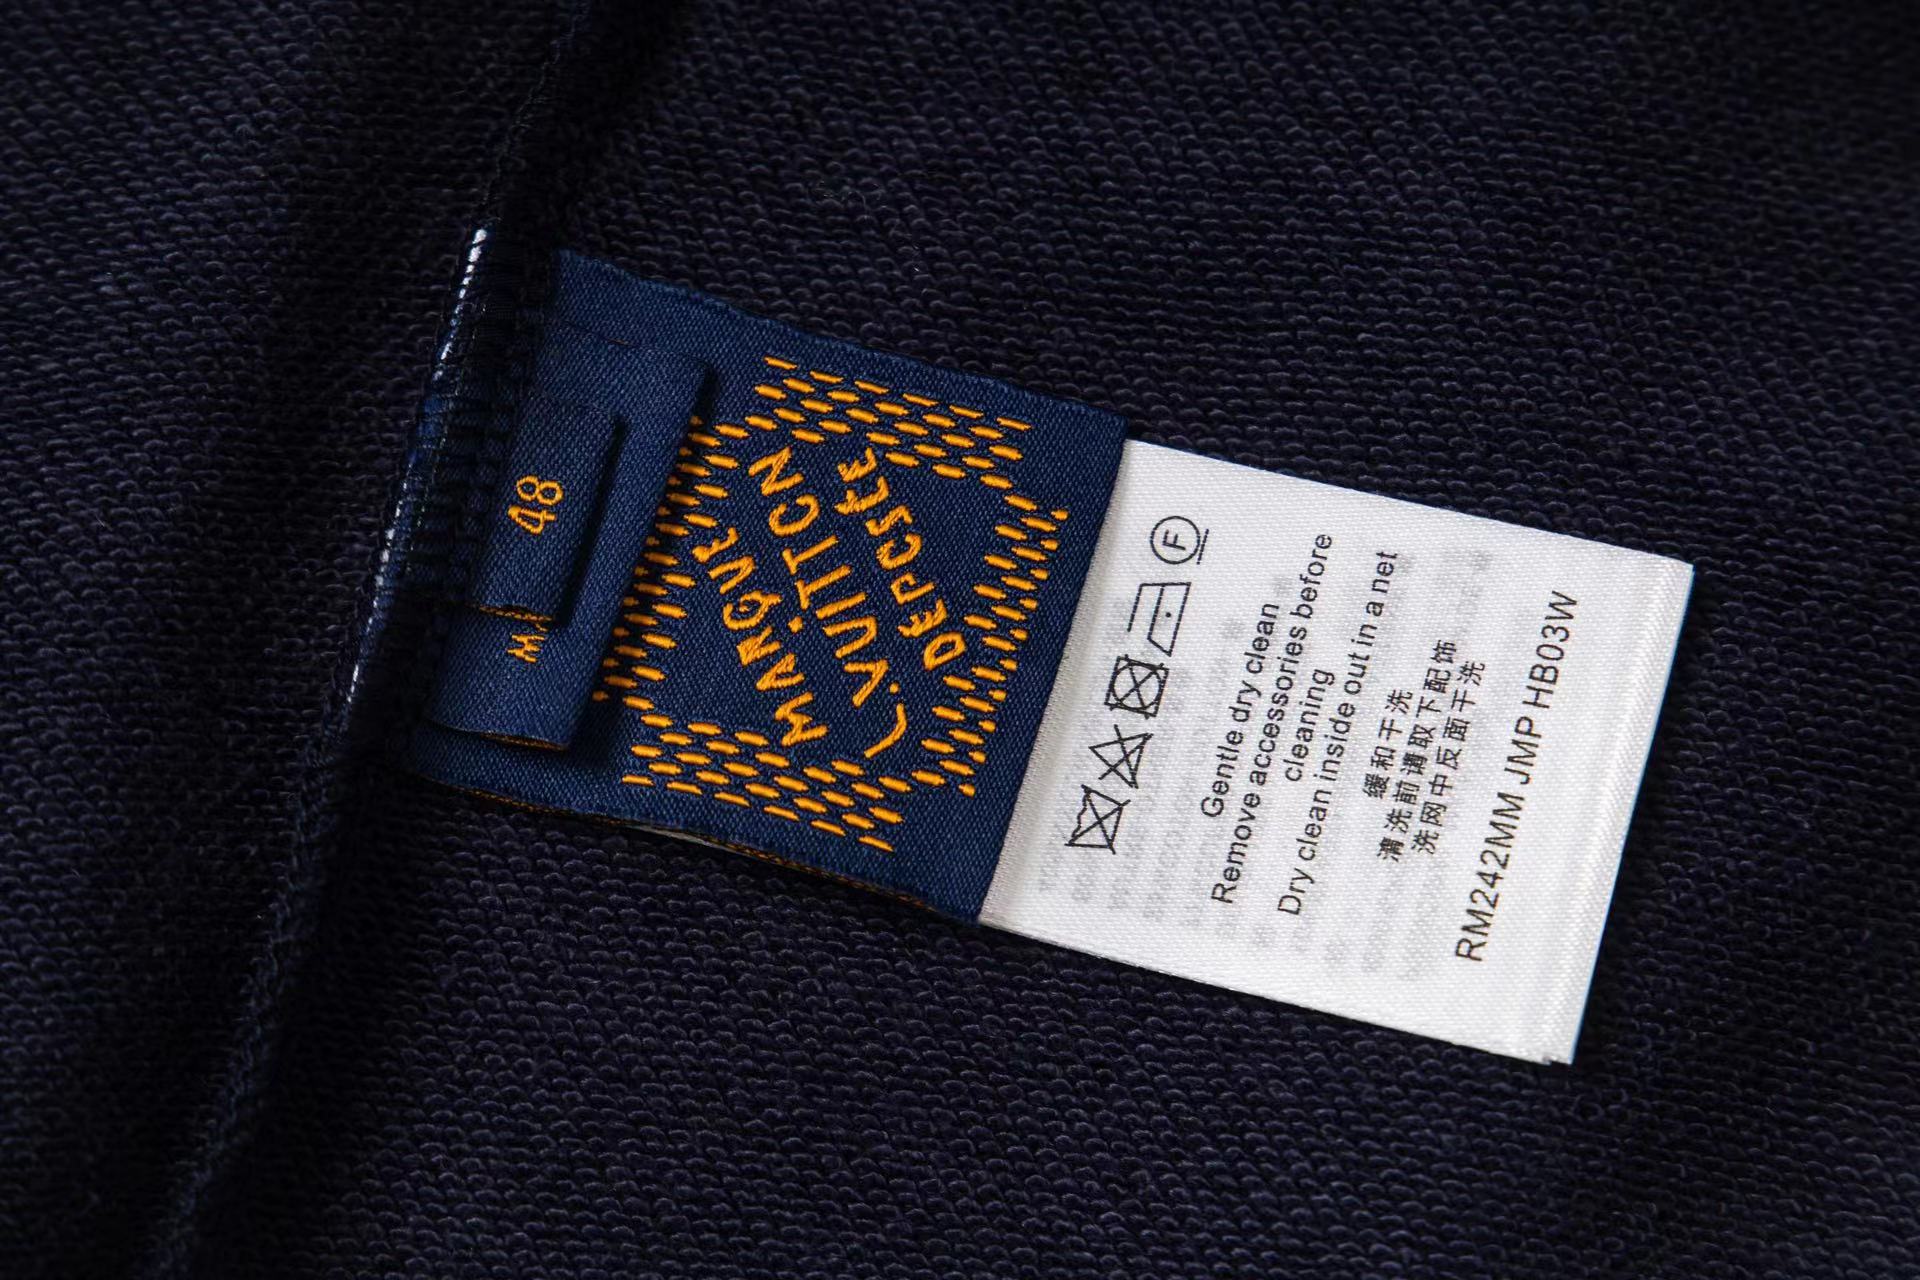 48
MA
MARQUE
L.VUITTON
DEPOSEE
F
Gentle dry clean
Remove accessories before
cleaning
Dry clean inside out in a net
缓和干洗
清洗前请取下配饰
洗网中反面干洗
RM242MM JMP HB03W